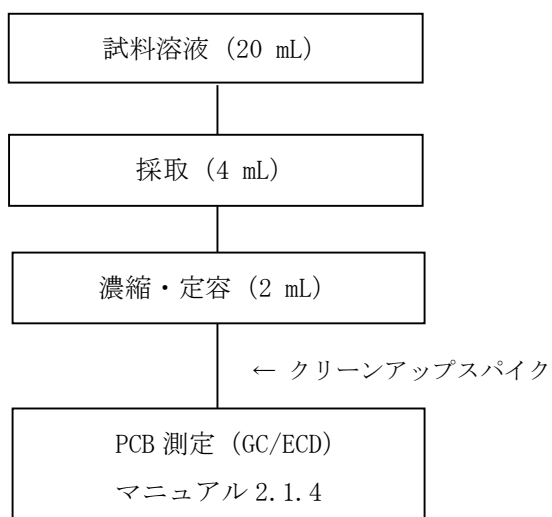 試料溶液 (20 mL)
採取 (4 mL)
濃縮・定容 (2 mL)
← クリーンアップスパイク
PCB 測定 (GC/ECD)
マニュアル 2.1.4